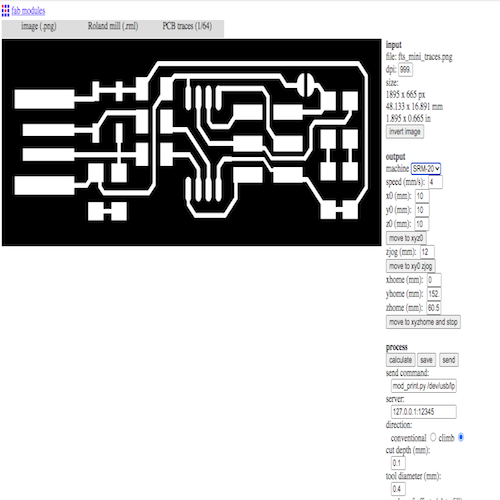 fab modules
image (.png) Roland mill (.rml) PCB traces (1/64)
input
file: fts_mini_traces.png
dpi: 999
size:
1895 x 665 px
48.133 x 16.891 mm
1.895 x 0.665 in
invert image
output
machine SRM-20
speed (mm/s): 4
x0 (mm): 10
y0 (mm): 10
z0 (mm): 10
move to xyz0
zjog (mm): 12
move to xy0 zjog
xhome (mm): 0
yhome (mm): 152.
zhome (mm): 60.5
move to xyzhome and stop
process
calculate save send
send command:
mod_print.py /dev/usb/lp
server:
127.0.0.1:12345
direction:
conventional climb
cut depth (mm):
0.1
tool diameter (mm):
0.4